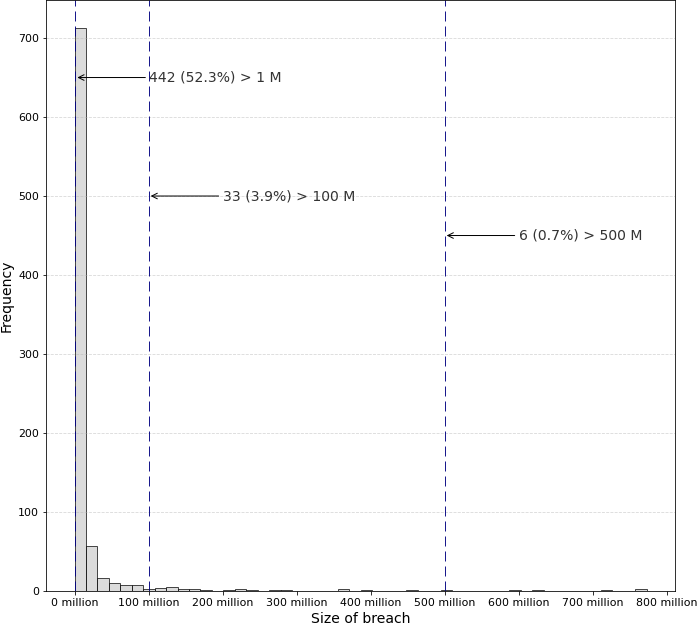 700
600
500
400
300
200
100
0
Frequency
442 (52.3%) > 1 M
33 (3.9%) > 100 M
6 (0.7%) > 500 M
0 million
100 million
200 million
300 million
400 million
500 million
600 million
700 million
800 million
Size of breach